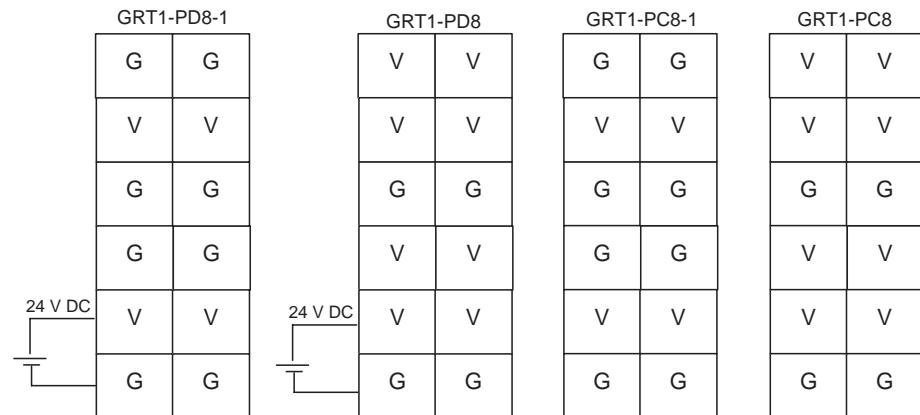 GRT1-PD8-1 GRT1-PD8 GRT1-PC8-1 GRT1-PC8
G G V V G G V V
V V V V V V V V
G G G G G G G G
G G V V G G V V
24 V DC V V 24 V DC V V V V V V
G G G G G G G G